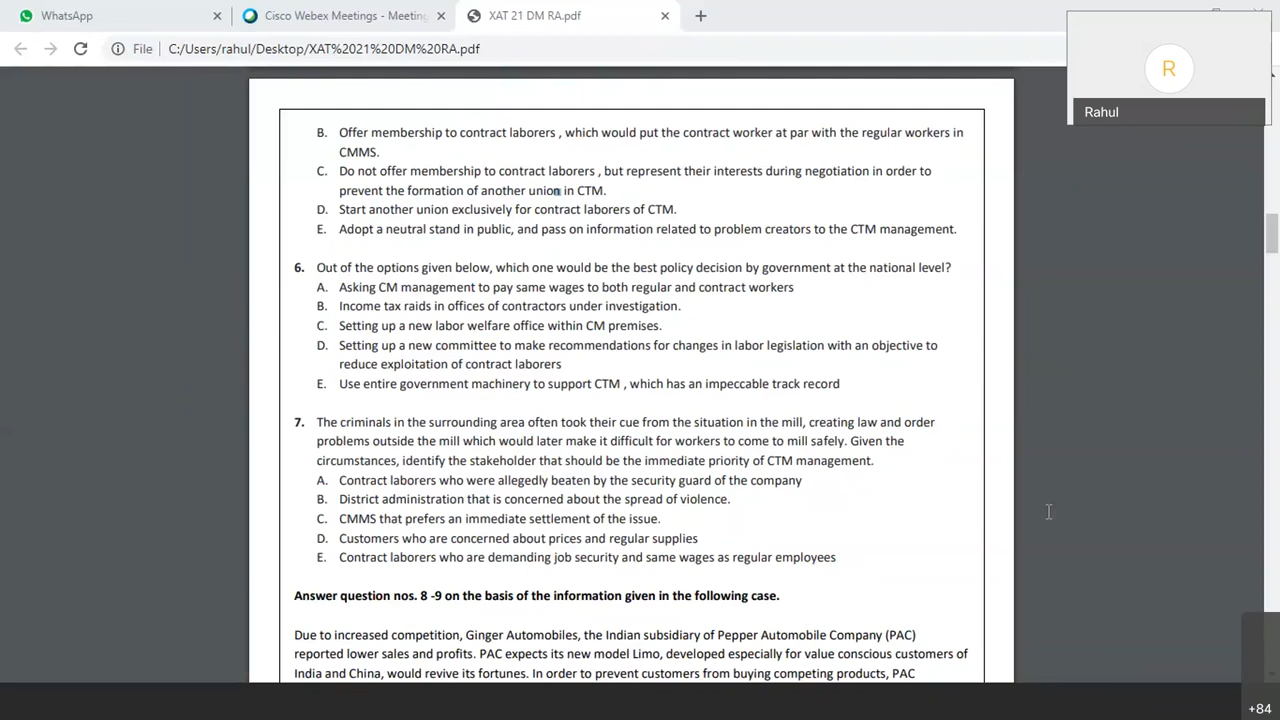 WhatsApp
Cisco Webex Meetings - Meeting
XAT 21 DM RA.pdf
File
C:/Users/rahul/Desktop/XAT%2021%20DM%20RA.pdf
R
Rahul
B. Offer membership to contract laborers , which would put the contract worker at par with the regular workers in
CMMS.
C. Do not offer membership to contract laborers , but represent their interests during negotiation in order to
prevent the formation of another union in CTM.
D. Start another union exclusively for contract laborers of CTM.
E. Adopt a neutral stand in public, and pass on information related to problem creators to the CTM management.
6. Out of the options given below, which one would be the best policy decision by government at the national level?
A. Asking CM management to pay same wages to both regular and contract workers
B. Income tax raids in offices of contractors under investigation.
C. Setting up a new labor welfare office within CM premises.
D. Setting up a new committee to make recommendations for changes in labor legislation with an objective to
reduce exploitation of contract laborers
E. Use entire government machinery to support CTM , which has an impeccable track record
7. The criminals in the surrounding area often took their cue from the situation in the mill, creating law and order
problems outside the mill which would later make it difficult for workers to come to mill safely. Given the
circumstances, identify the stakeholder that should be the immediate priority of CTM management.
A. Contract laborers who were allegedly beaten by the security guard of the company
B. District administration that is concerned about the spread of violence.
C. CMMS that prefers an immediate settlement of the issue.
D. Customers who are concerned about prices and regular supplies
E. Contract laborers who are demanding job security and same wages as regular employees
Answer question nos. 8 -9 on the basis of the information given in the following case.
Due to increased competition, Ginger Automobiles, the Indian subsidiary of Pepper Automobile Company (PAC)
reported lower sales and profits. PAC expects its new model Limo, developed especially for value conscious customers of
India and China, would revive its fortunes. In order to prevent customers from buying competing products, PAC
+84